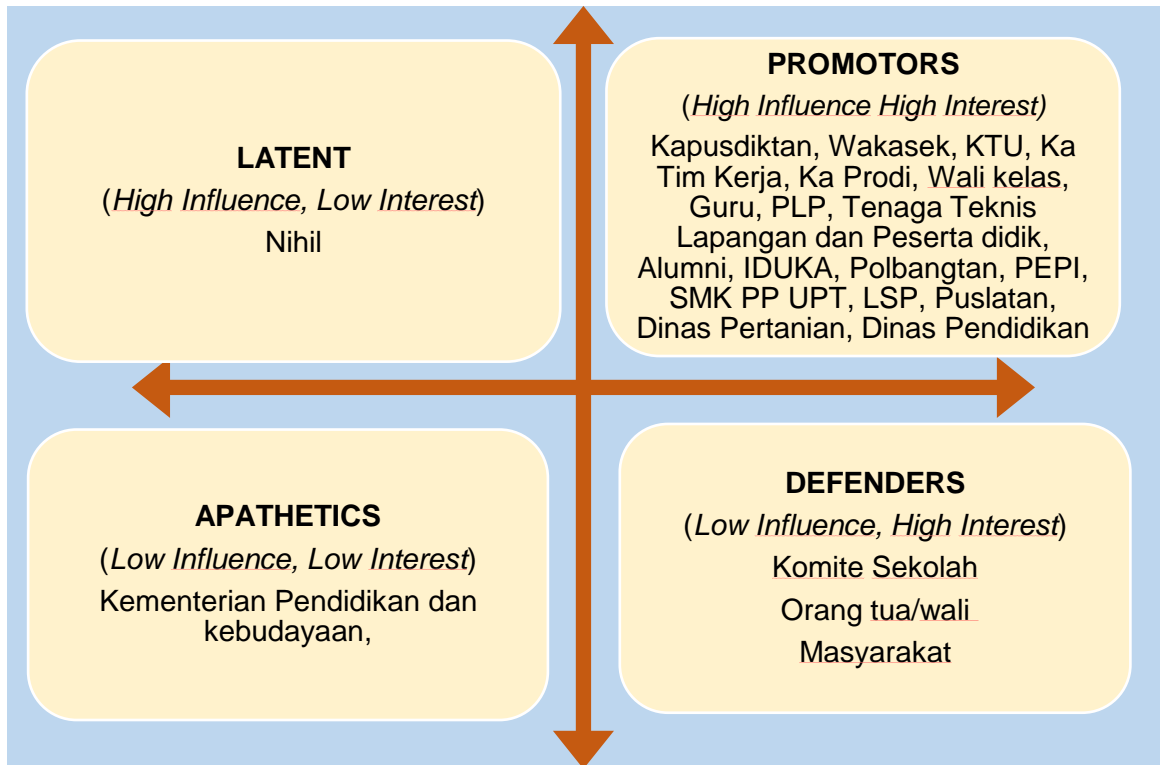 LATENT
(High Influence, Low Interest)
Nihil
PROMOTORS
(High Influence High Interest)
Kapusdiktan, Wakasek, KTU, Ka
Tim Kerja, Ka Prodi, Wali kelas,
Guru, PLP, Tenaga Teknis
Lapangan dan Peserta didik,
Alumni, IDUKA, Polbangtan, PEPI,
SMK PP UPT, LSP, Puslatan,
Dinas Pertanian, Dinas Pendidikan
APATHETICS
(Low Influence, Low Interest)
Kementerian Pendidikan dan
kebudayaan,
DEFENDERS
(Low Influence, High Interest)
Komite Sekolah
Orang tua/wali
Masyarakat